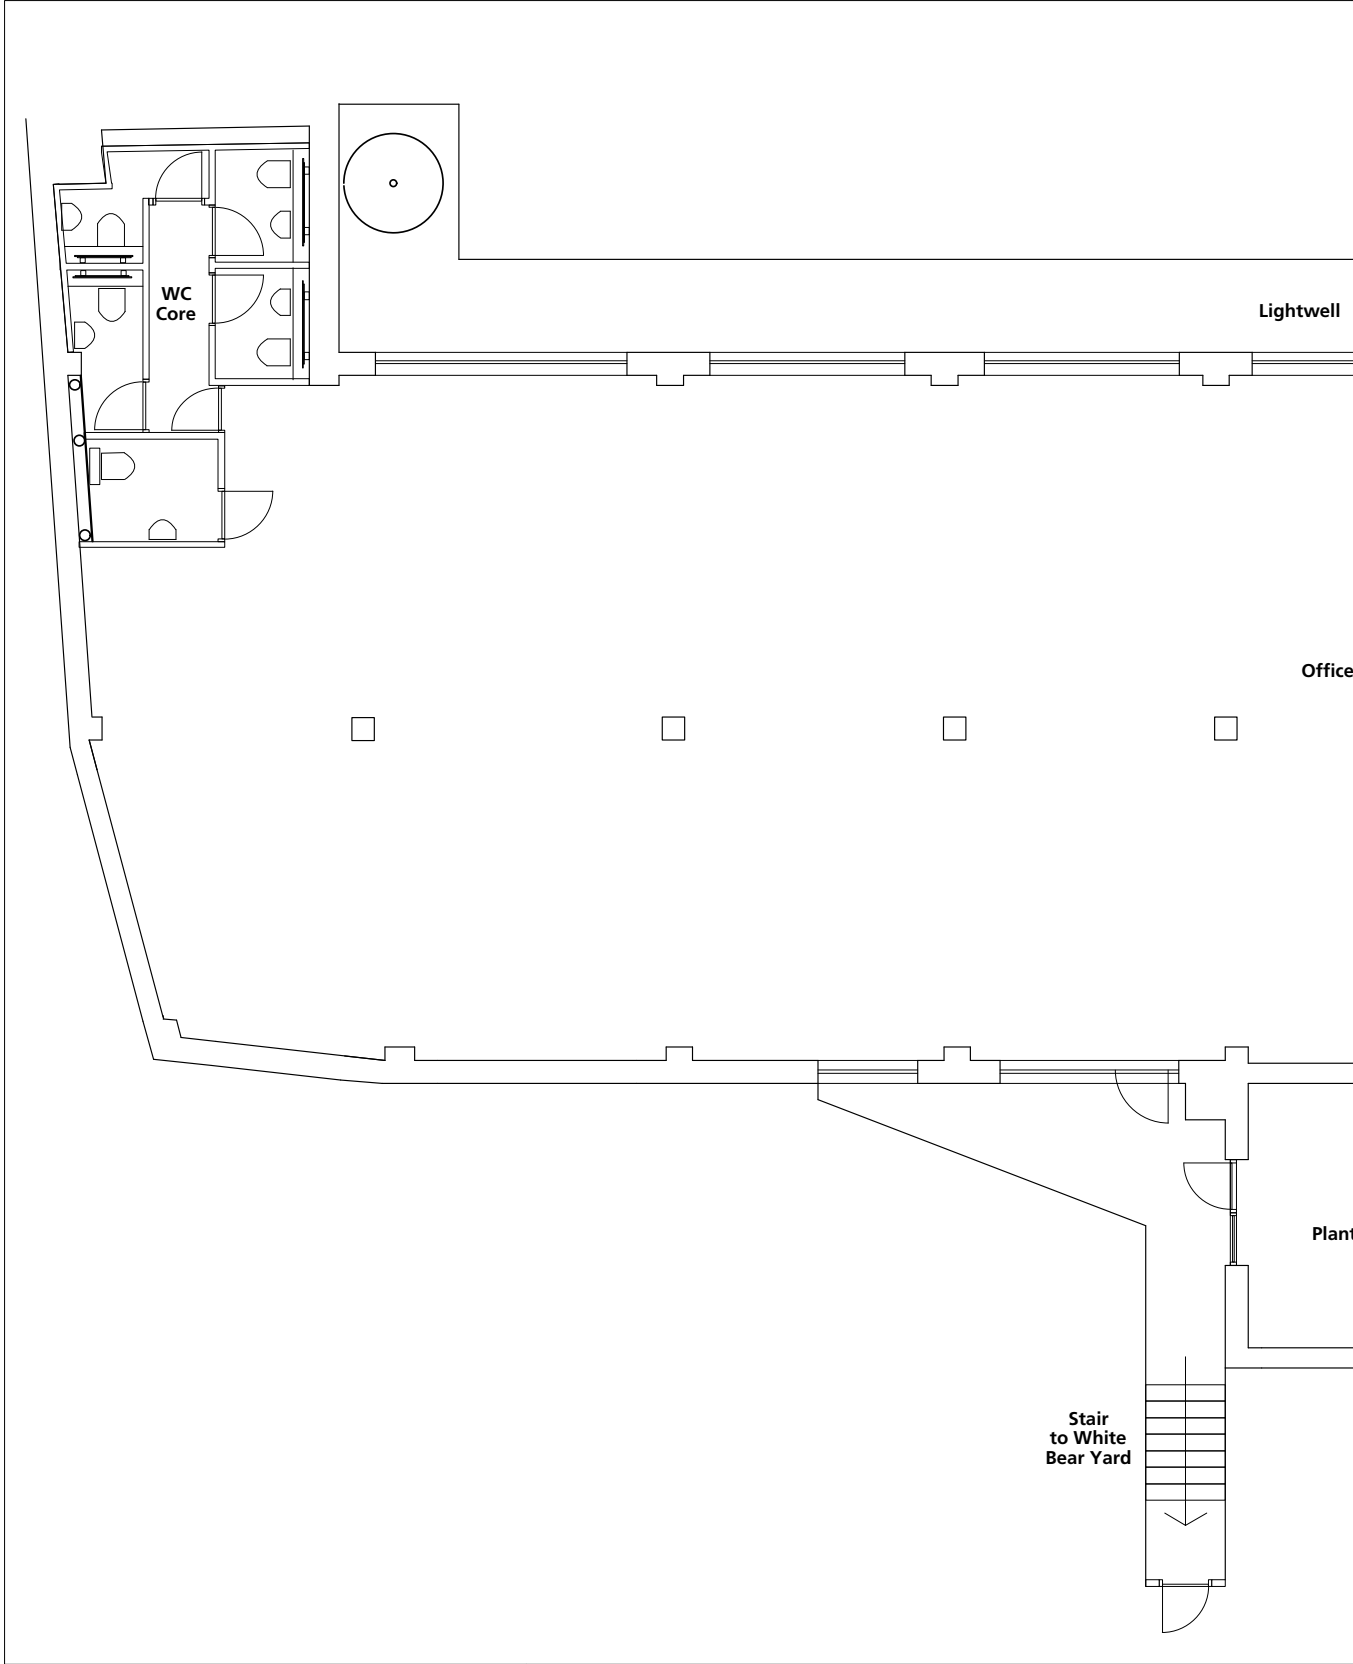 WC
Core
Lightwell
Office
Plant
Stair
to White
Bear Yard